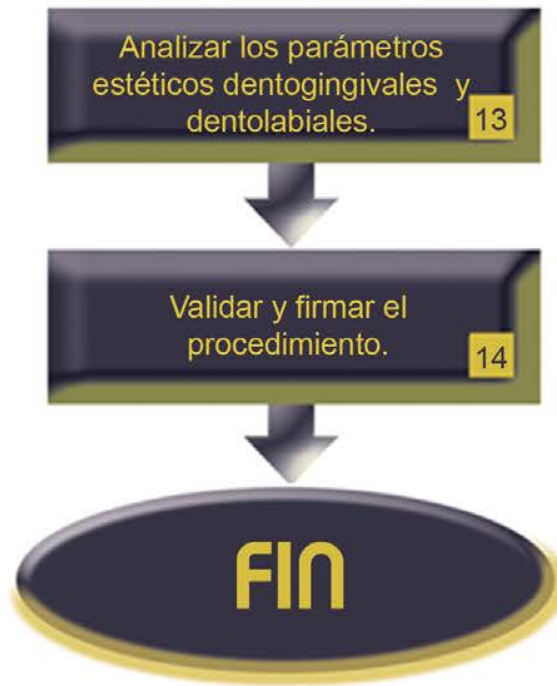 Analizar los parámetros
estéticos dentogingivales y
dentolabiales.
13
Validar y firmar el
procedimiento.
14
FIN